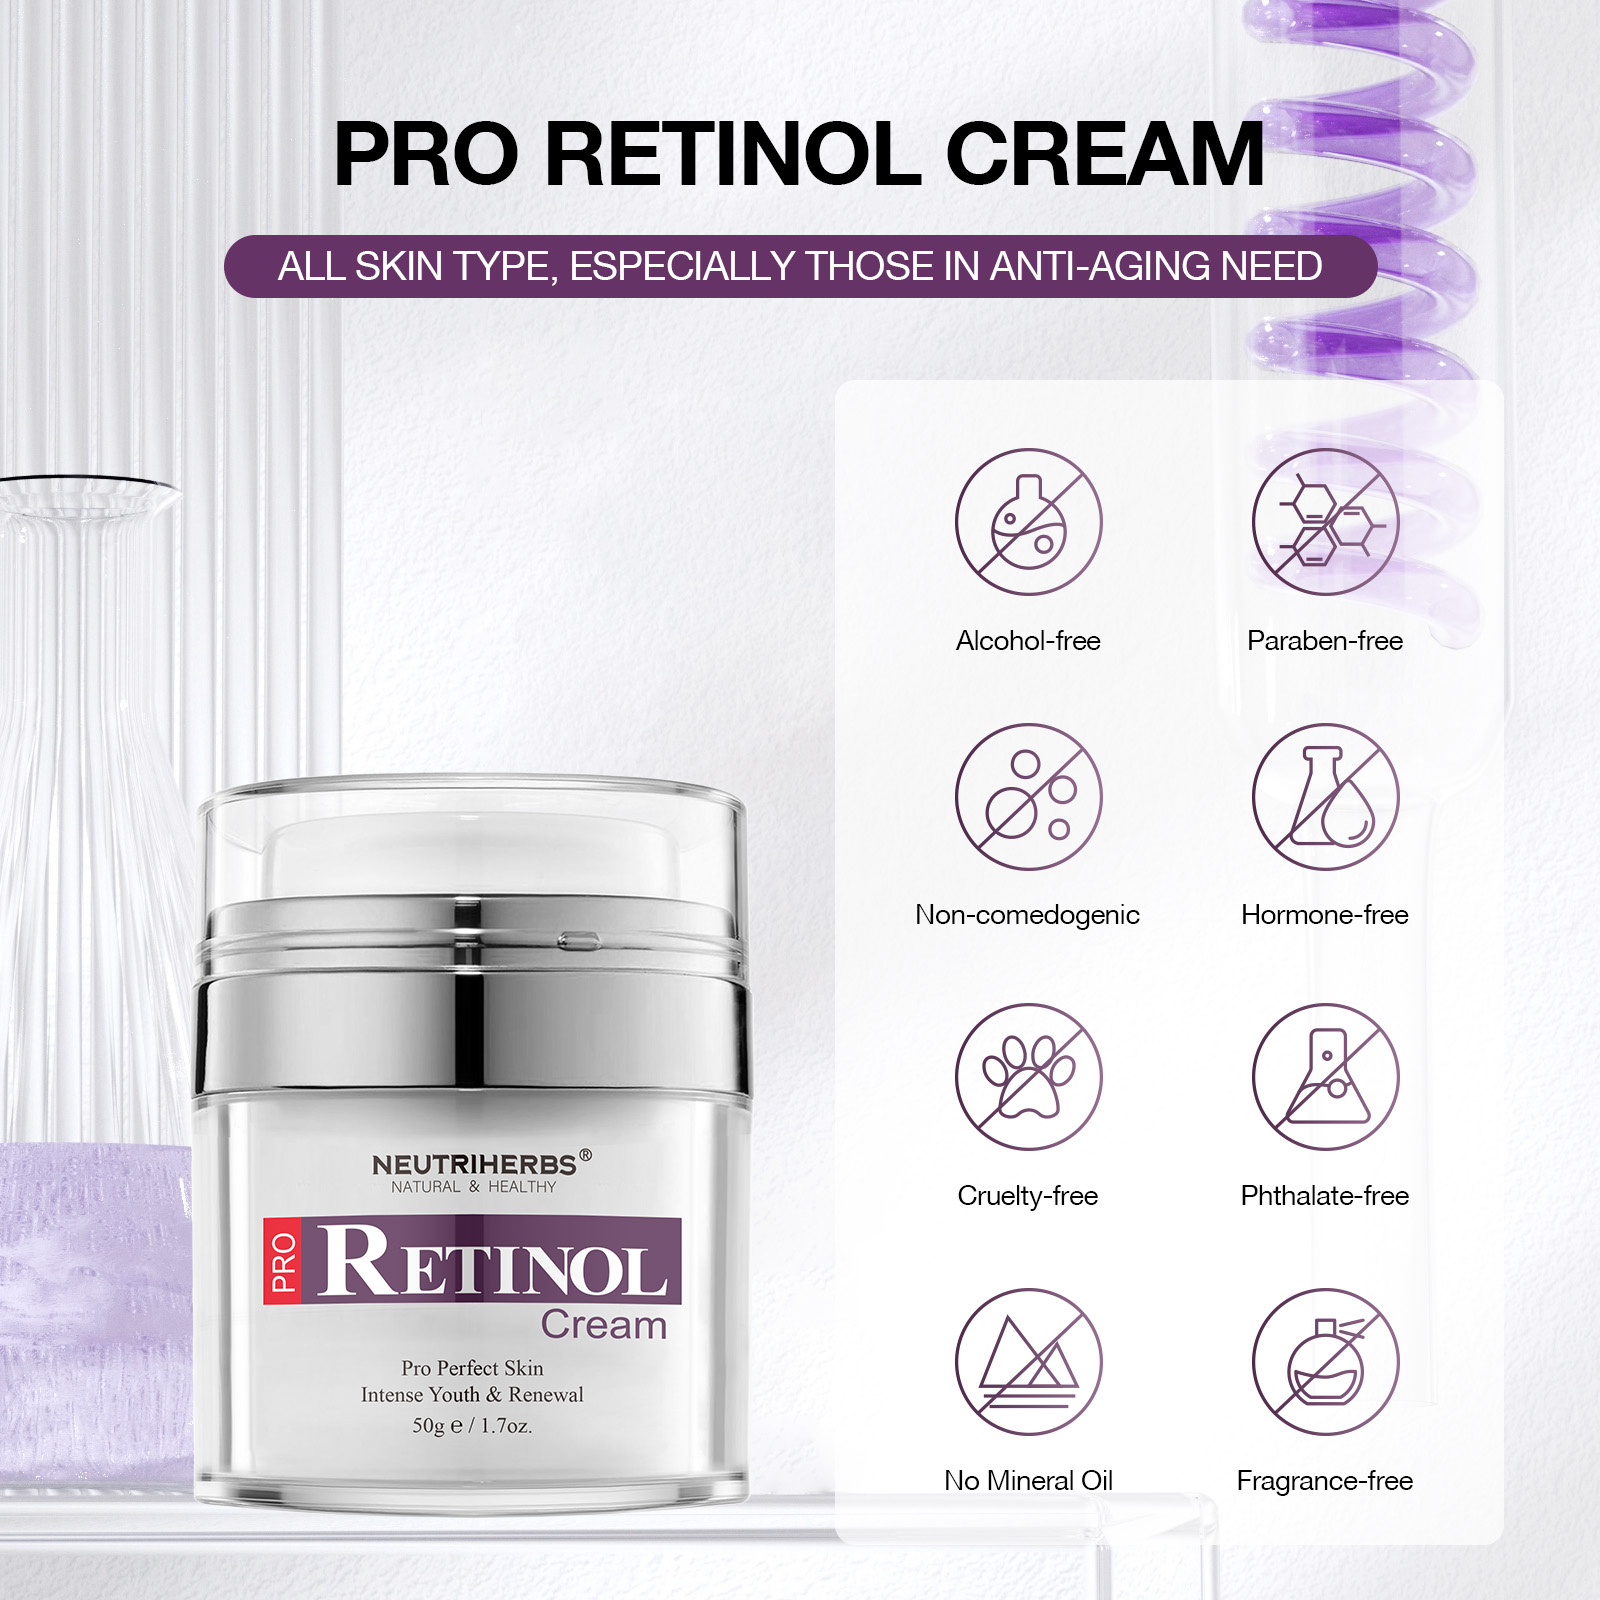 PRO RETINOL CREAM
ALL SKIN TYPE, ESPECIALLY THOSE IN ANTI-AGING NEED
Alcohol-free
Paraben-free
Non-comedogenic
Hormone-free
Cruelty-free
Phthalate-free
No Mineral Oil
Fragrance-free
NEUTRIHERBS®
NATURAL & HEALTHY
PRO
RETINOL
Cream
Pro Perfect Skin
Intense Youth & Renewal
50g ℮ / 1.7oz.